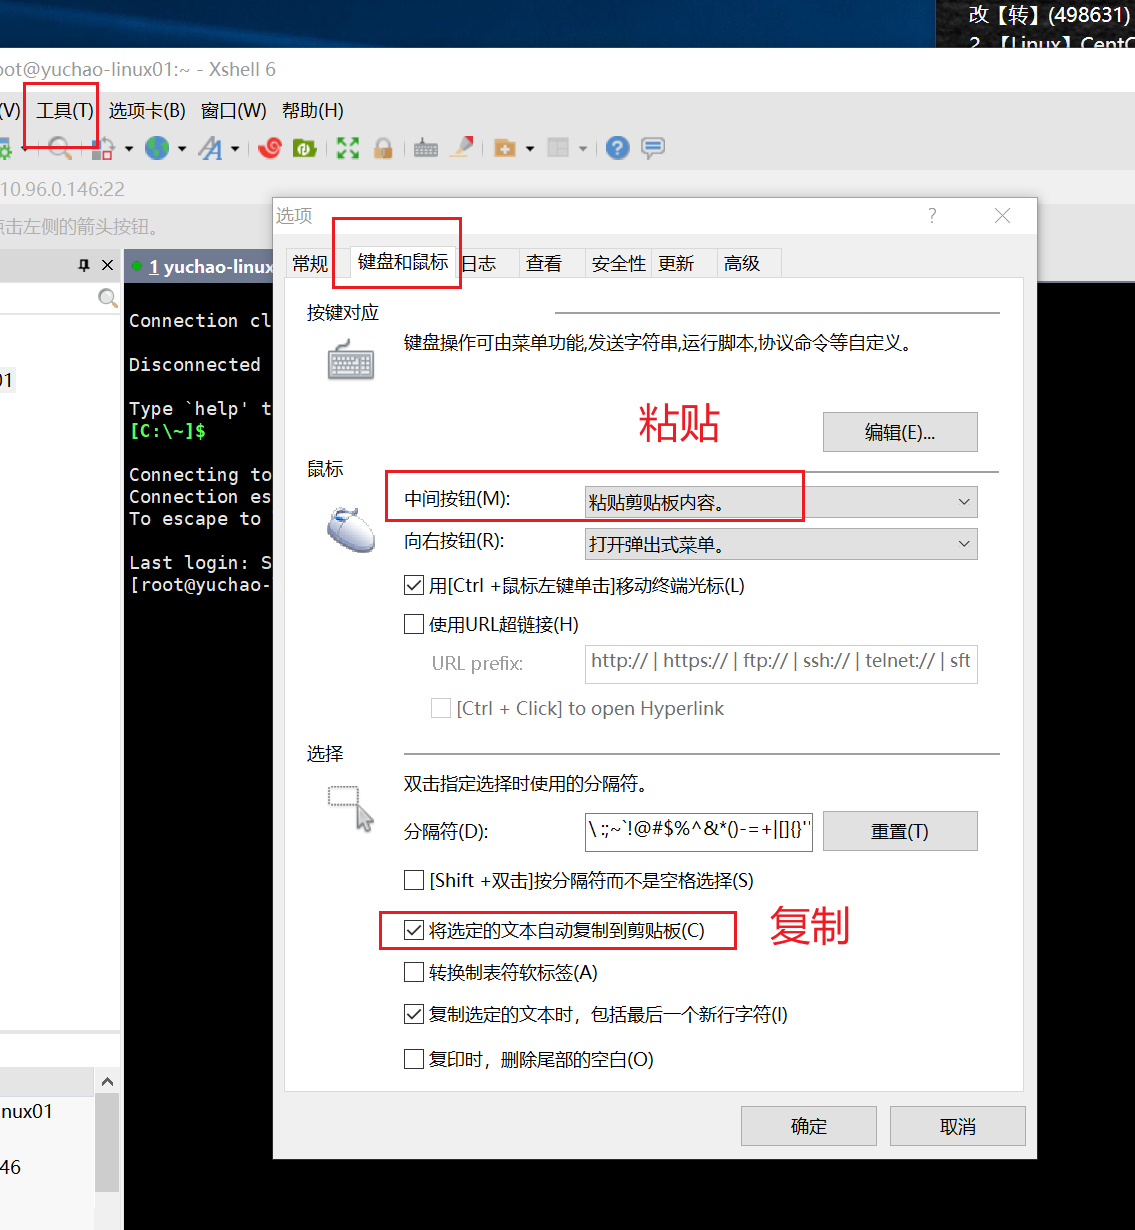 改【转】(498631)
2 【Linux】CentO
oot@yuchao-linux01:~ - Xshell 6
(V) 工具(T) 选项卡(B) 窗口(W) 帮助(H)
10.96.0.146:22
点击左侧的箭头按钮。
1 yuchao-linux
Connection cl
Disconnected
Type `help' t
[C:\~]$
Connecting to
Connection es
To escape to
Last login: S
[root@yuchao-
01
inux01
46
选项
常规 键盘和鼠标 日志 查看 安全性 更新 高级
按键对应
键盘操作可由菜单功能,发送字符串,运行脚本,协议命令等自定义。
粘贴
编辑(E)...
鼠标
中间按钮(M): 粘贴剪贴板内容。
向右按钮(R): 打开弹出式菜单。
用[Ctrl +鼠标左键单击]移动终端光标(L)
使用URL超链接(H)
URL prefix: http:// | https:// | ftp:// | ssh:// | telnet:// | sft
[Ctrl + Click] to open Hyperlink
选择
双击指定选择时使用的分隔符。
分隔符(D): \ :;~`!@#$%^&*()-=+|[]{}'" 重置(T)
[Shift +双击]按分隔符而不是空格选择(S)
将选定的文本自动复制到剪贴板(C) 复制
转换制表符软标签(A)
复制选定的文本时，包括最后一个新行字符(I)
复印时，删除尾部的空白(O)
确定 取消